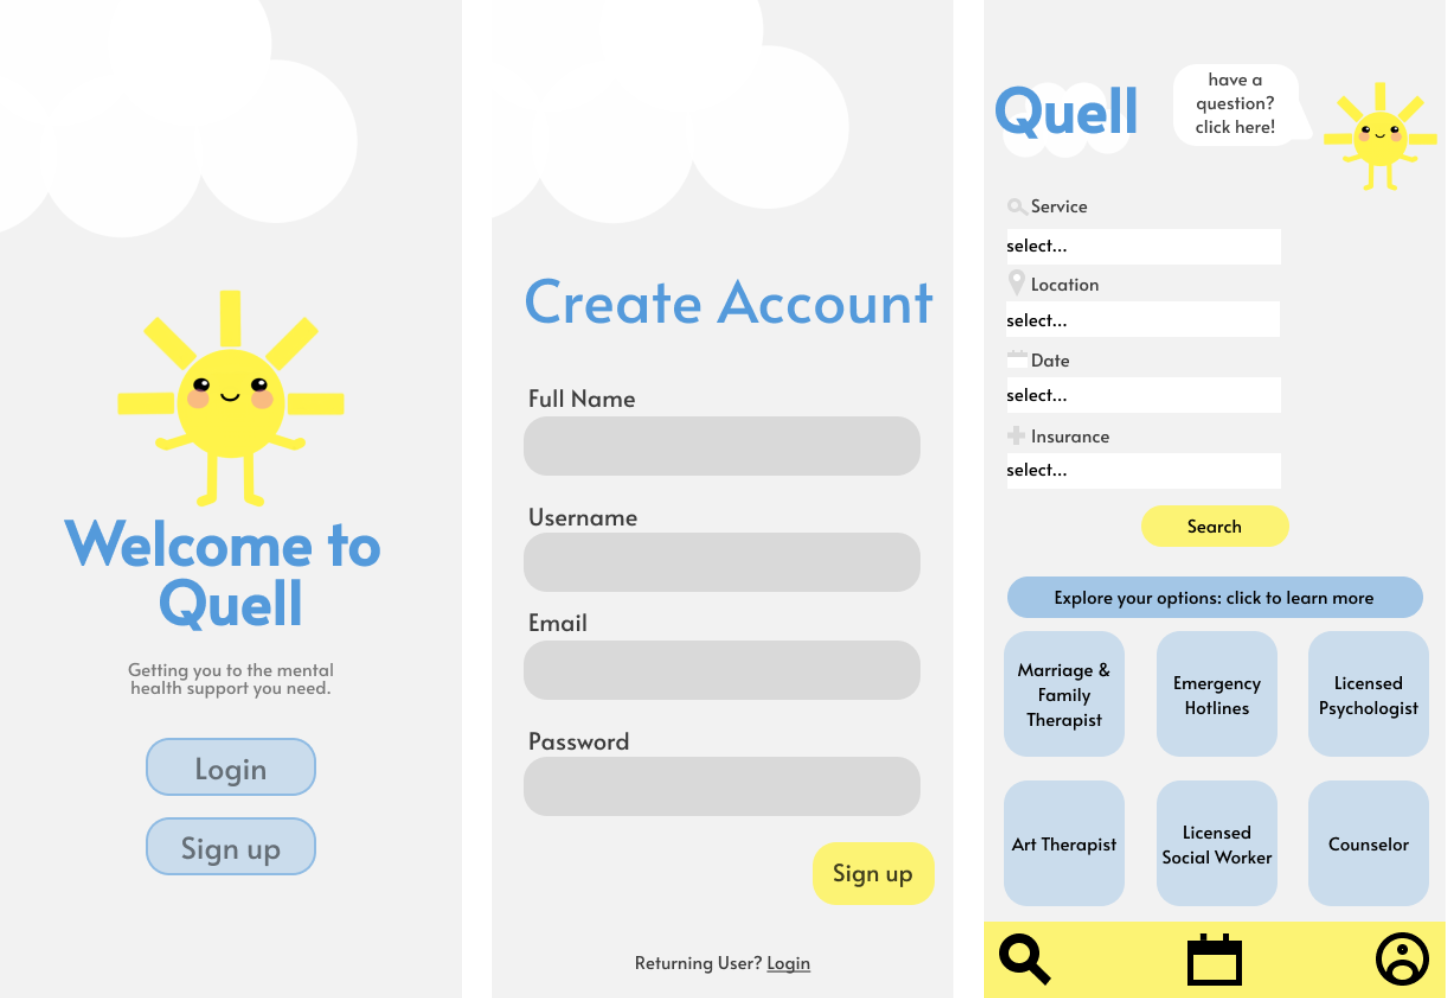 Welcome to
Quell
Getting you to the mental
health support you need.
Login
Sign up
Create Account
Full Name
Username
Email
Password
Sign up
Returning User? Login
Quell
have a
question?
click here!
Service
select...
Location
select...
Date
select...
Insurance
select...
Search
Explore your options: click to learn more
Marriage &
Family
Therapist
Emergency
Hotlines
Licensed
Psychologist
Art Therapist
Licensed
Social Worker
Counselor